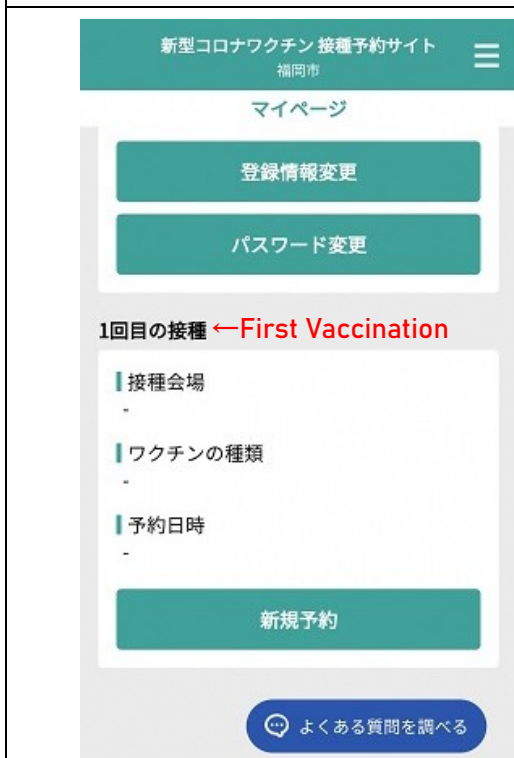 新型コロナワクチン 接種予約サイト
福岡市
マイページ
登録情報変更
パスワード変更
1回目の接種 ←First Vaccination
接種会場
-
ワクチンの種類
-
予約日時
-
新規予約
よくある質問を調べる